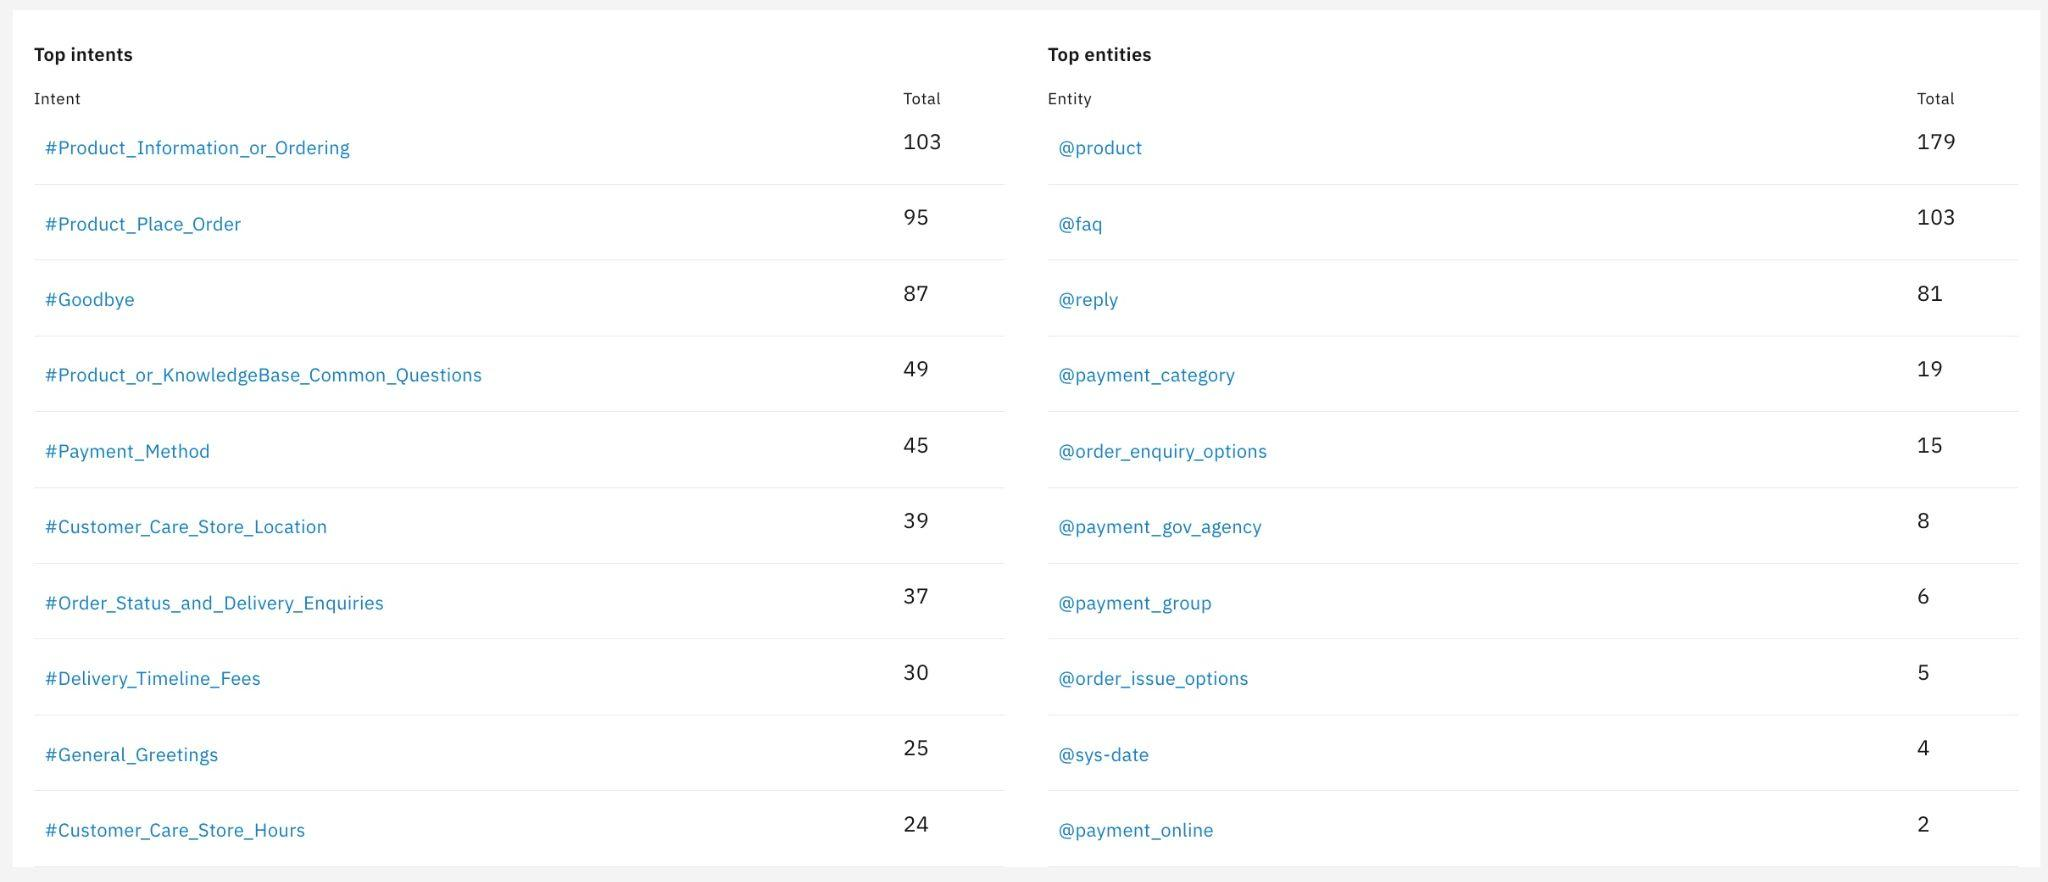 Top intents
Intent Total
#Product_Information_or_Ordering 103
#Product_Place_Order 95
#Goodbye 87
#Product_or_KnowledgeBase_Common_Questions 49
#Payment_Method 45
#Customer_Care_Store_Location 39
#Order_Status_and_Delivery_Enquiries 37
#Delivery_Timeline_Fees 30
#General_Greetings 25
#Customer_Care_Store_Hours 24
Top entities
Entity Total
@product 179
@faq 103
@reply 81
@payment_category 19
@order_enquiry_options 15
@payment_gov_agency 8
@payment_group 6
@order_issue_options 5
@sys-date 4
@payment_online 2